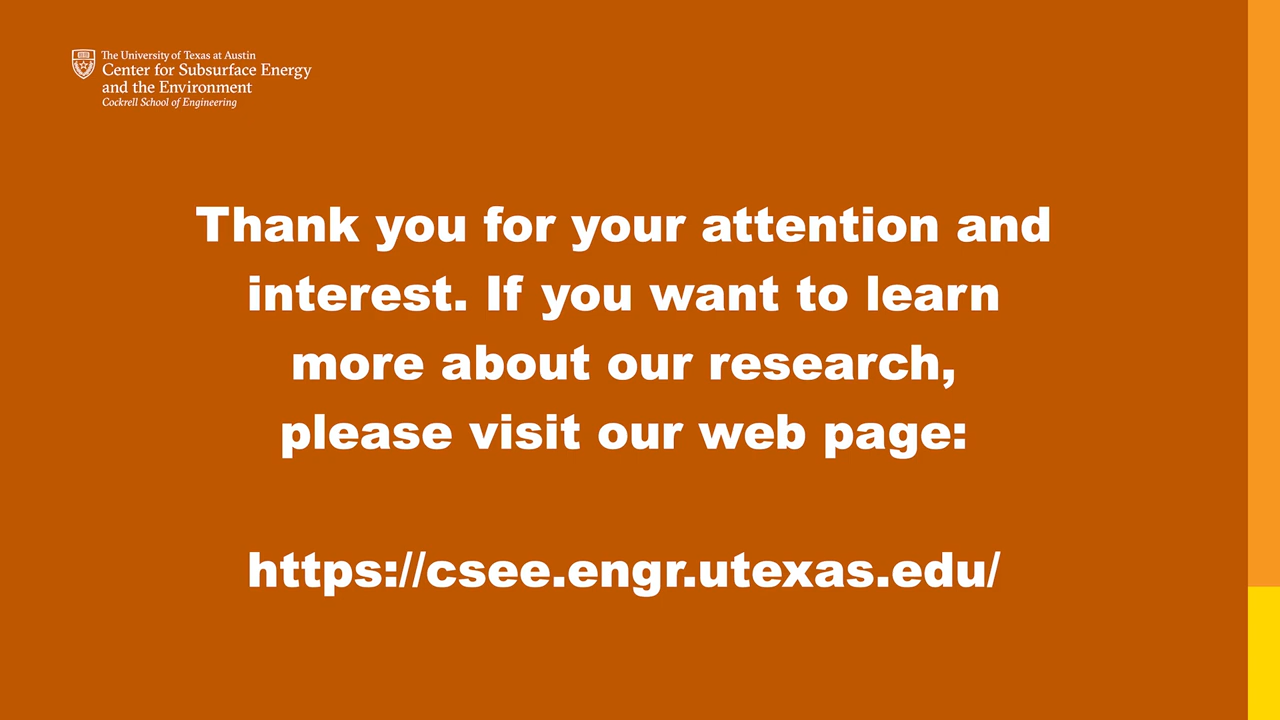 The University of Texas at Austin
Center for Subsurface Energy
and the Environment
Cockrell School of Engineering
Thank you for your attention and
interest. If you want to learn
more about our research,
please visit our web page:
https://csee.engr.utexas.edu/